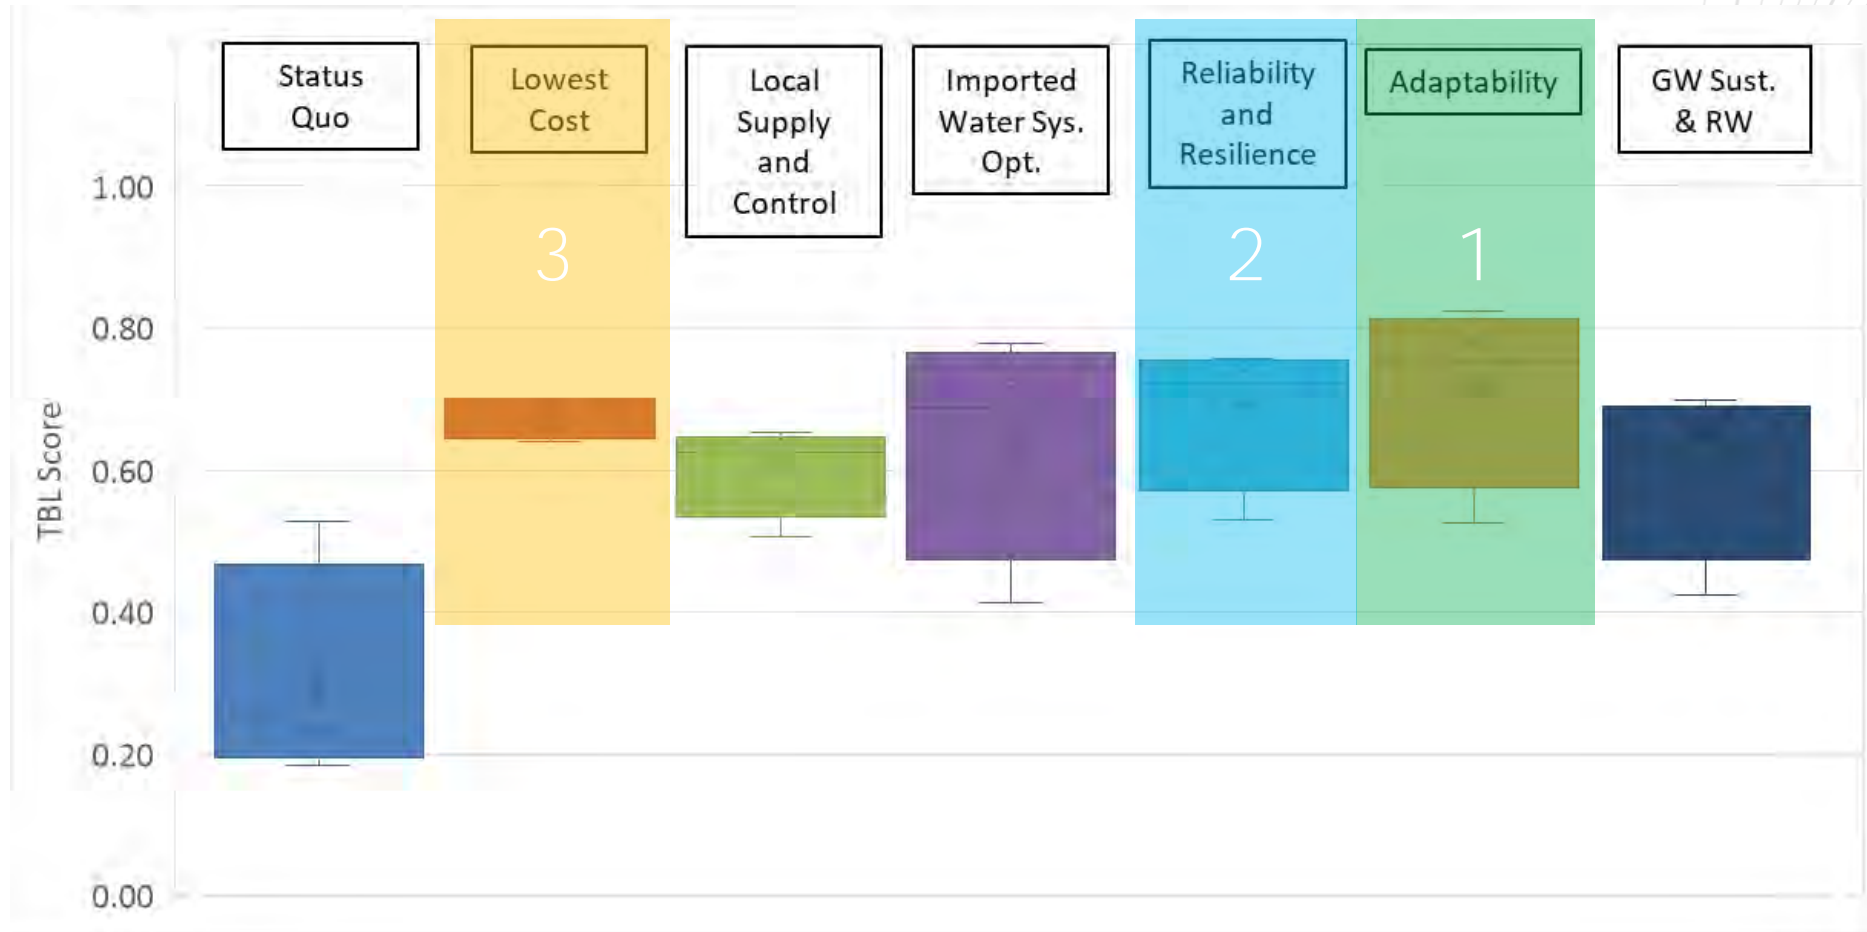 Status
Quo
Lowest
Cost
Local
Supply
and
Control
Imported
Water Sys.
Opt.
Reliability
and
Resilience
Adaptability
GW Sust.
& RW
3
2
1
TBL Score
1.00
0.80
0.60
0.40
0.20
0.00